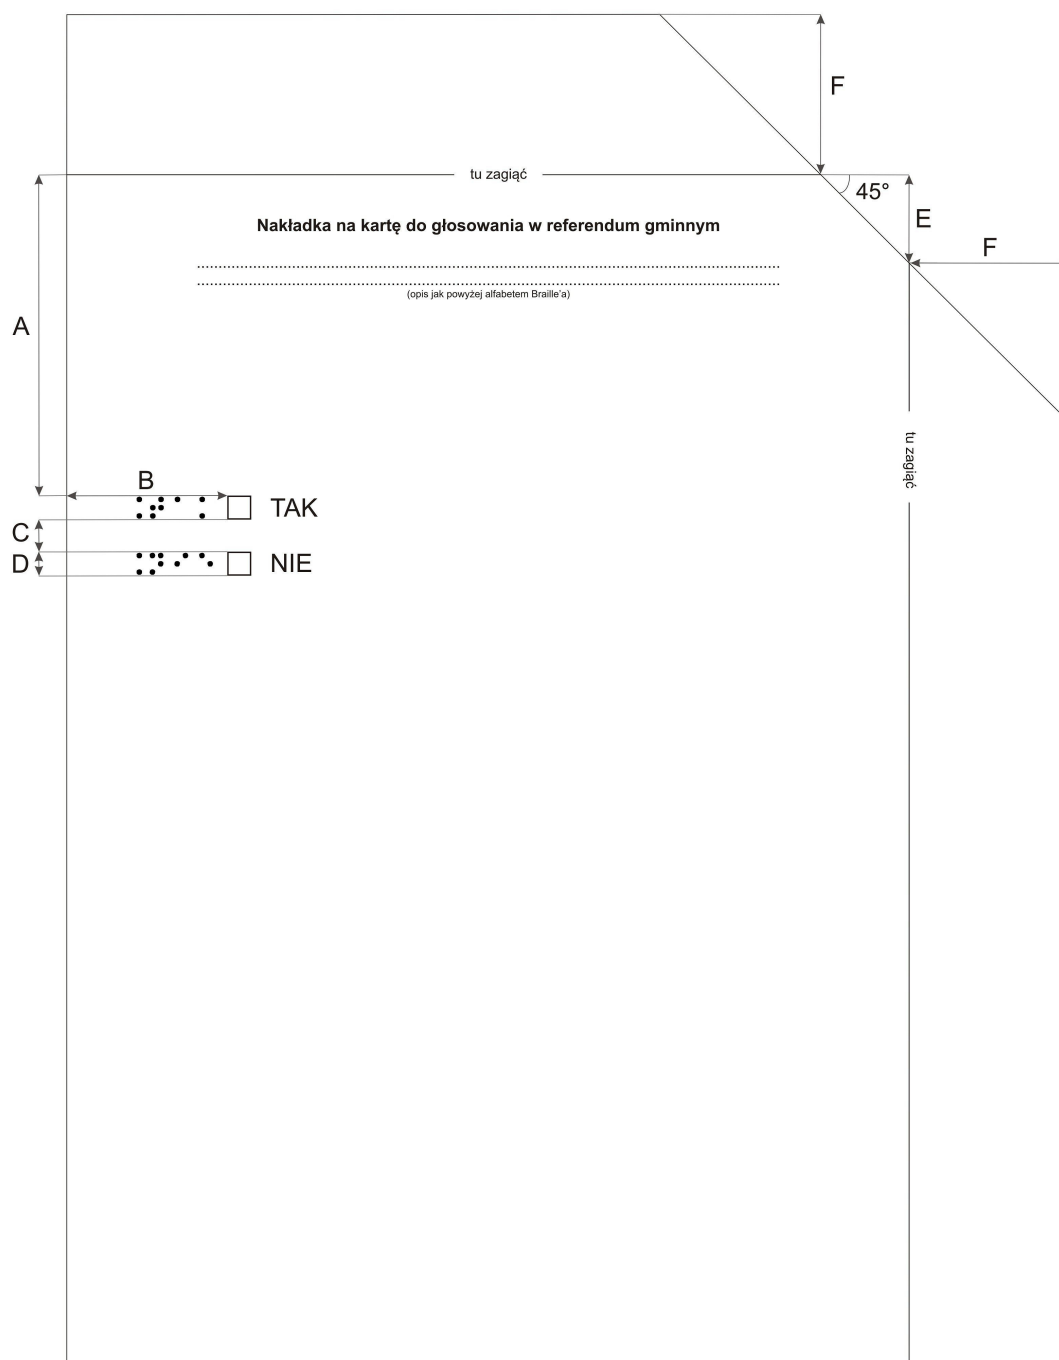 F
tu zagiąć
45°
E
Nakładka na kartę do głosowania w referendum gminnym
F
(opis jak powyżej alfabetem Braille'a)
A
tu zagiąć
B
TAK
C
D
NIE